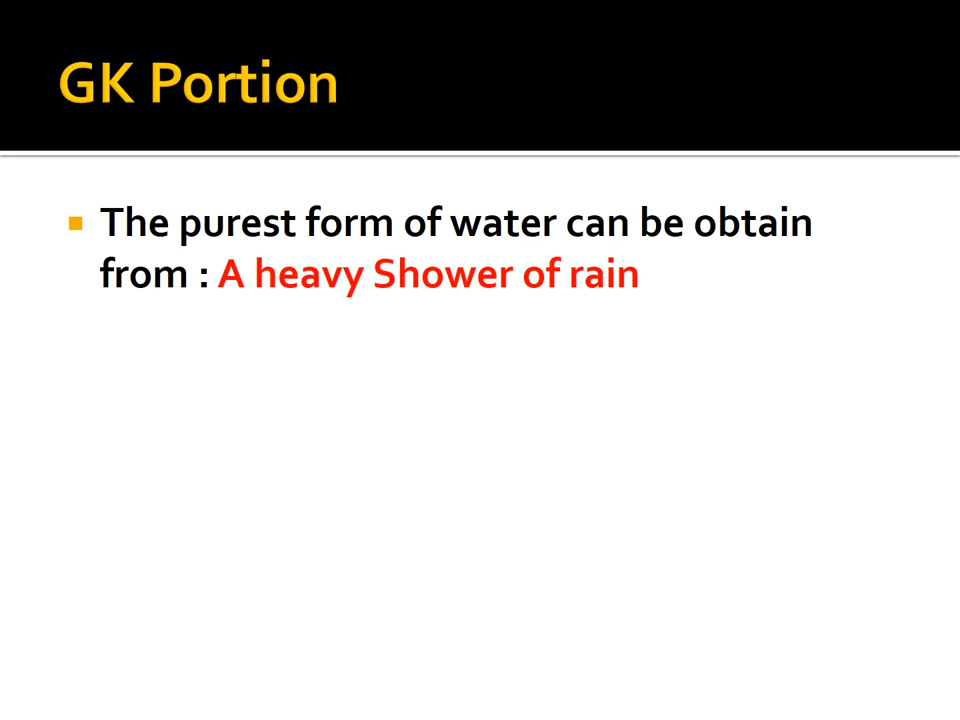 GK Portion
The purest form of water can be obtain
from : A heavy Shower of rain